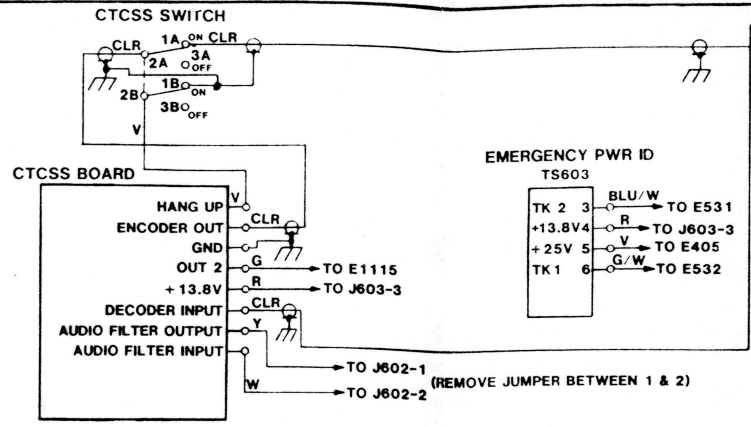 CTCSS SWITCH
CLR 1A ON CLR
2A 3A
OFF
1B ON
2B
3B OFF
V
EMERGENCY PWR ID
TS603
CTCSS BOARD
TK 2 3 BLU/W TO E531
+13.8V 4 R TO J603-3
+25V 5 V TO E405
TK1 6 G/W TO E532
HANG UP V
ENCODER OUT CLR
GND
OUT 2 G TO E1115
+13.8V R TO J603-3
DECODER INPUT CLR
AUDIO FILTER OUTPUT Y
AUDIO FILTER INPUT
TO J602-1
W TO J602-2 (REMOVE JUMPER BETWEEN 1 & 2)